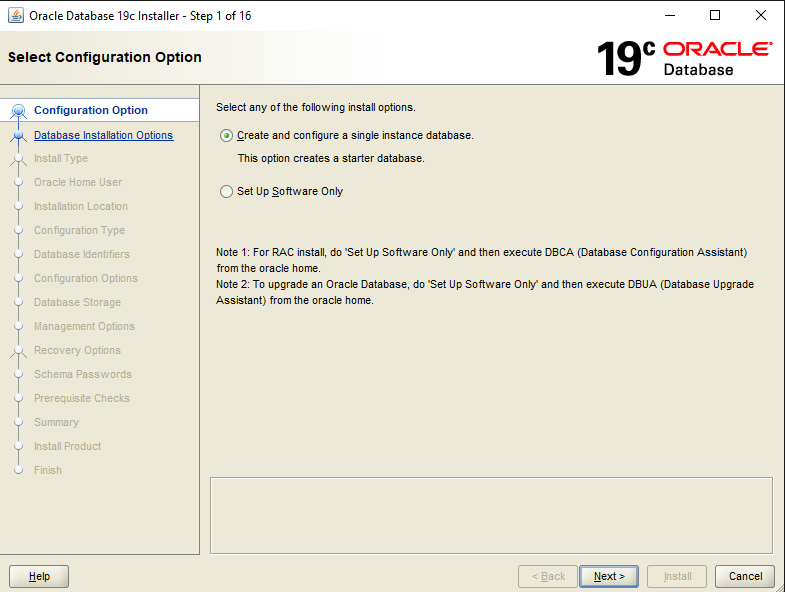 Oracle Database 19c Installer - Step 1 of 16
Select Configuration Option
19c ORACLE
Database
Configuration Option
Database Installation Options
Install Type
Oracle Home User
Installation Location
Configuration Type
Database Identifiers
Configuration Options
Database Storage
Management Options
Recovery Options
Schema Passwords
Prerequisite Checks
Summary
Install Product
Finish
Select any of the following install options.
Create and configure a single instance database.
This option creates a starter database.
Set Up Software Only
Note 1: For RAC install, do 'Set Up Software Only' and then execute DBCA (Database Configuration Assistant)
from the oracle home.
Note 2: To upgrade an Oracle Database, do 'Set Up Software Only' and then execute DBUA (Database Upgrade
Assistant) from the oracle home.
Help
< Back
Next >
Install
Cancel